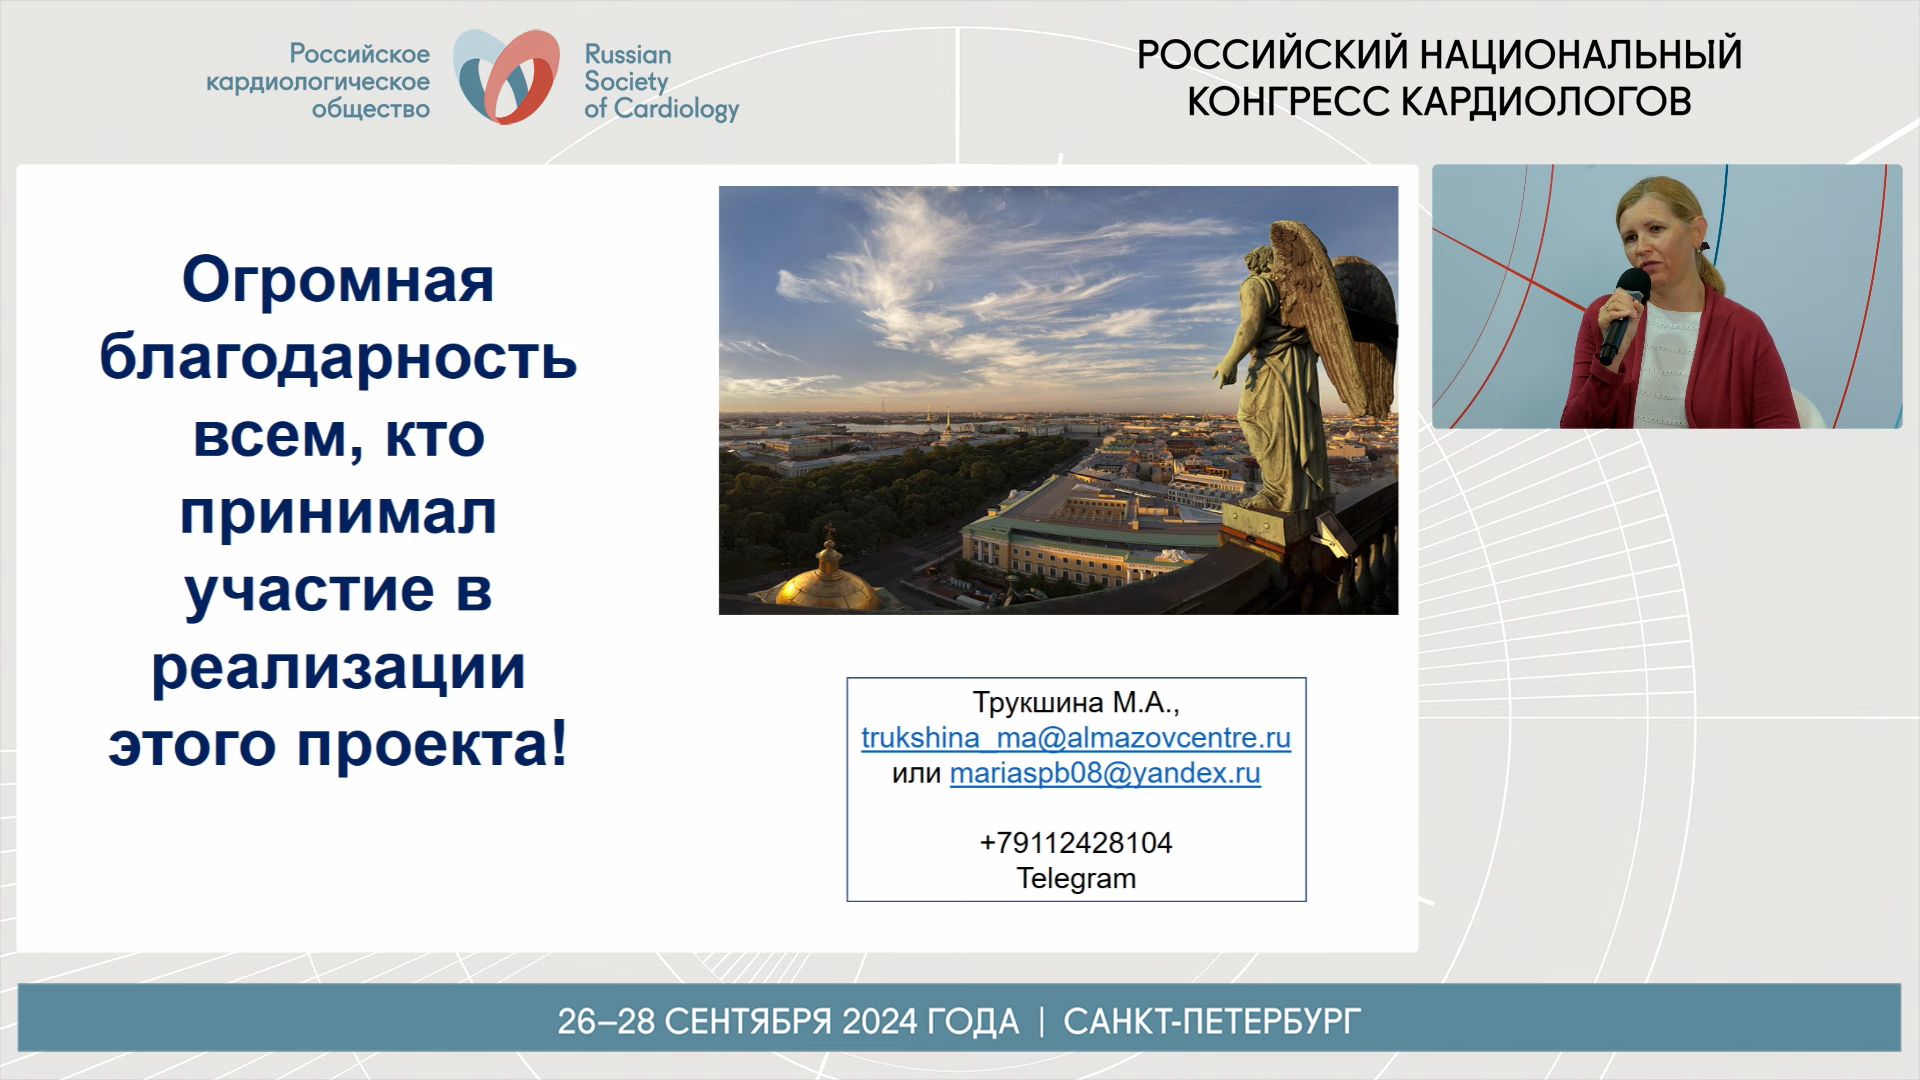 Российское
кардиологическое
общество
Russian
Society
of Cardiology
РОССИЙСКИЙ НАЦИОНАЛЬНЫЙ
КОНГРЕСС КАРДИОЛОГОВ
Огромная
благодарность
всем, кто
принимал
участие в
реализации
этого проекта!
Трукшина М.А.,
trukshina_ma@almazovcentre.ru
или mariaspb08@yandex.ru
+79112428104
Telegram
26–28 СЕНТЯБРЯ 2024 ГОДА | САНКТ-ПЕТЕРБУРГ